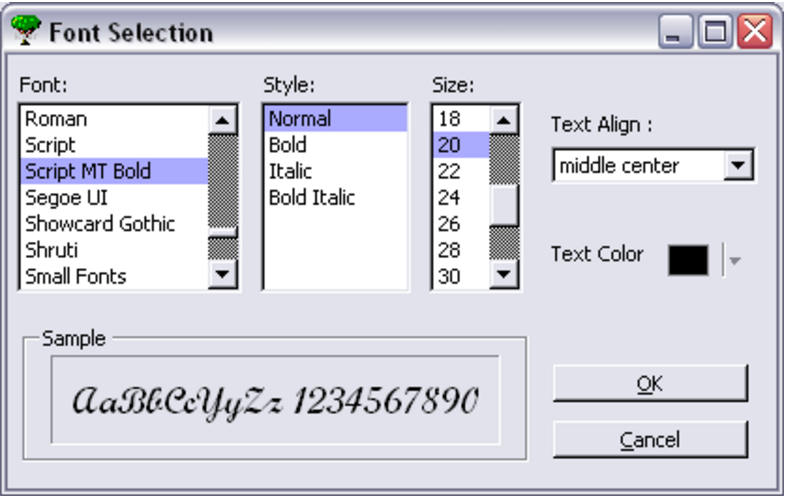 Font Selection
Font:
Roman
Script
Script MT Bold
Segoe UI
Showcard Gothic
Shruti
Small Fonts
Style:
Normal
Bold
Italic
Bold Italic
Size:
18
20
22
24
26
28
30
Text Align :
middle center
Text Color
Sample
AaBbCcYyZz 1234567890
OK
Cancel